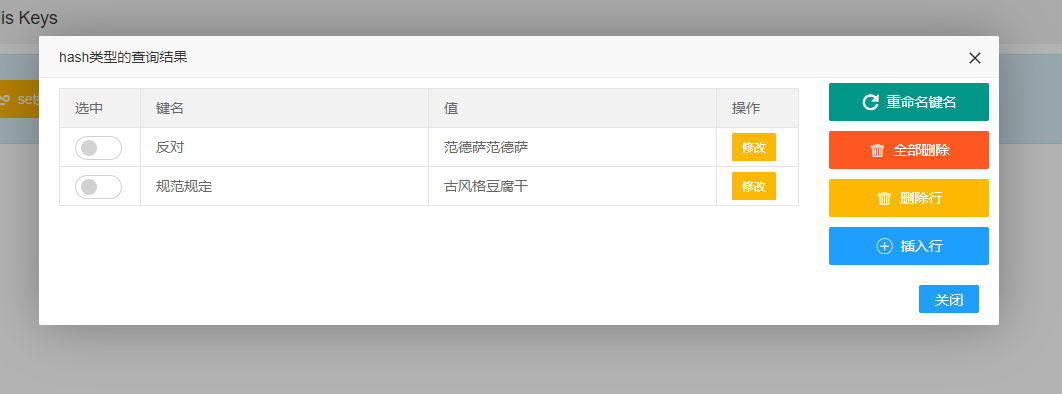 is Keys
hash类型的查询结果
选中 键名 值 操作
反对 范德萨范德萨 修改
规范规定 古风格豆腐干 修改
重命名键名
全部删除
删除行
插入行
关闭
set